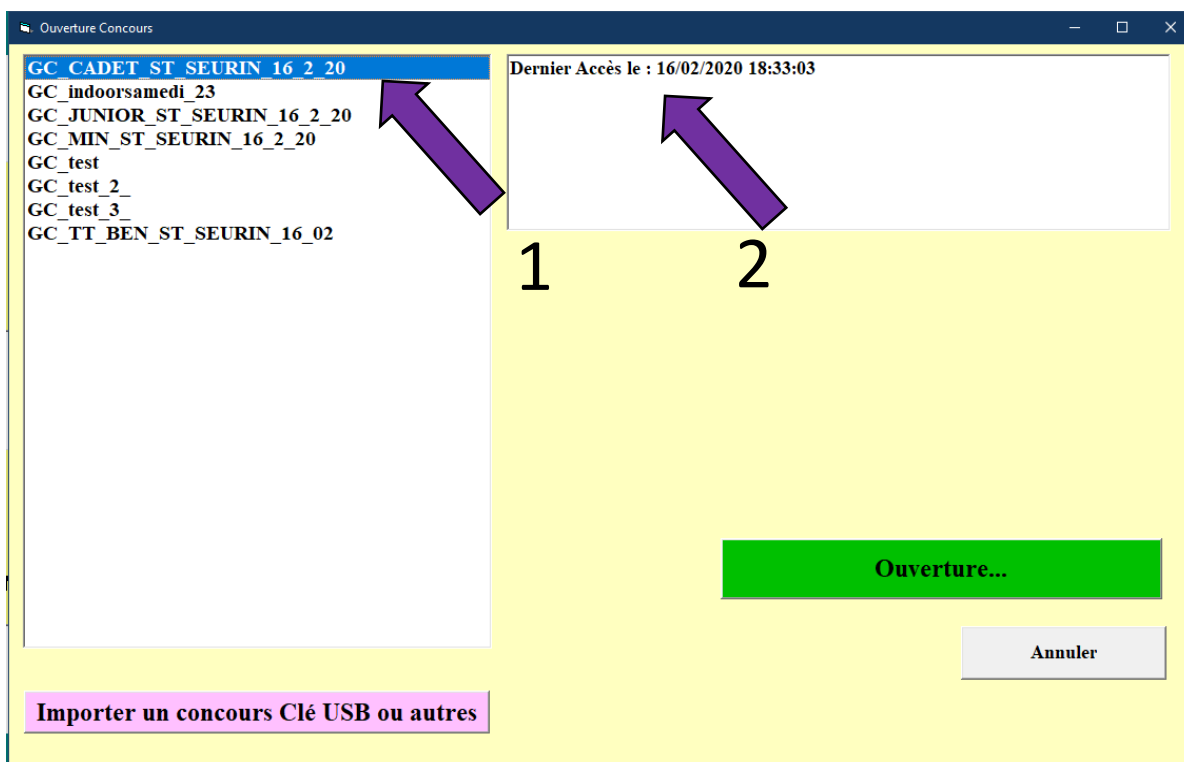 Ouverture Concours
GC_CADET_ST_SEURIN_16_2_20
GC_indoorsamedi_23
GC_JUNIOR_ST_SEURIN_16_2_20
GC_MIN_ST_SEURIN_16_2_20
GC_test
GC_test_2_
GC_test_3_
GC_TT_BEN_ST_SEURIN_16_02
Dernier Accès le : 16/02/2020 18:33:03
1
2
Ouverture...
Annuler
Importer un concours Clé USB ou autres